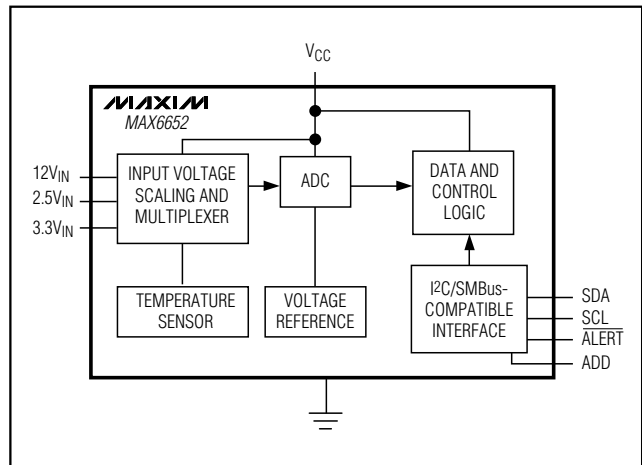 VCC
MAXIM
MAX6652
12VIN
2.5VIN
3.3VIN
INPUT VOLTAGE
SCALING AND
MULTIPLEXER
ADC
DATA AND
CONTROL
LOGIC
TEMPERATURE
SENSOR
VOLTAGE
REFERENCE
I2C/SMBus-
COMPATIBLE
INTERFACE
SDA
SCL
ALERT
ADD